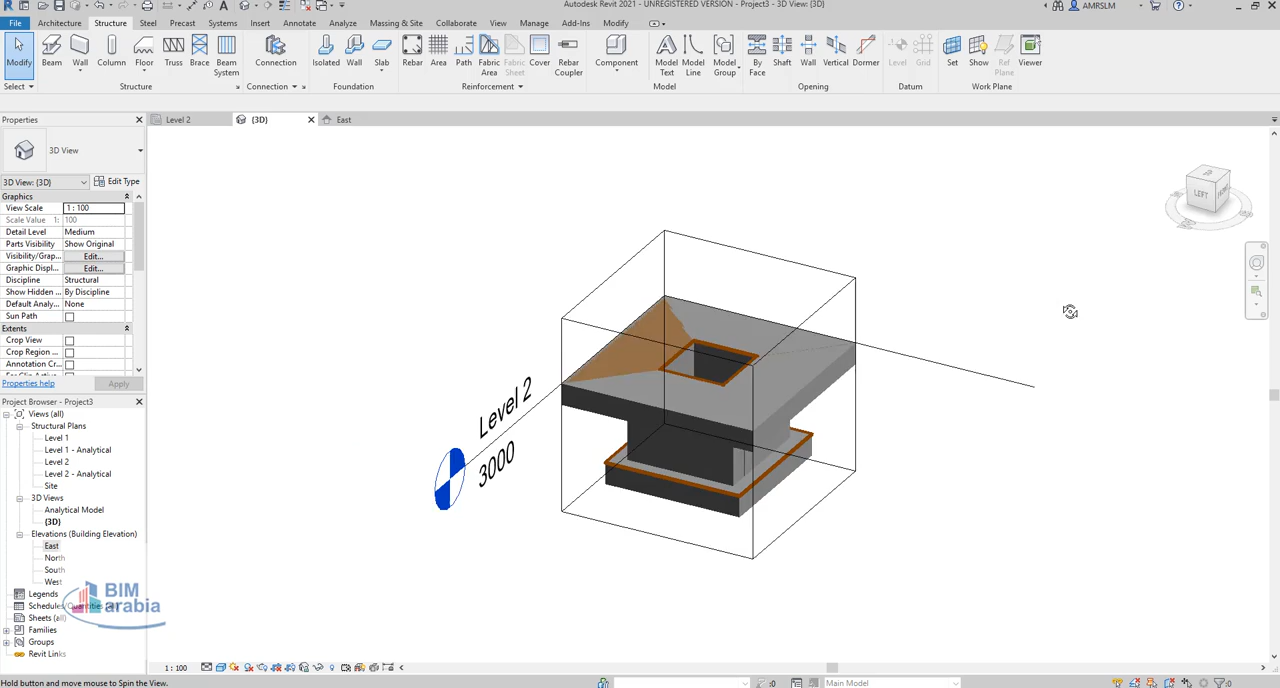 Autodesk Revit 2021 - UNREGISTERED VERSION - Project3 - 3D View: {3D}
AMRSLM
File Architecture Structure Steel Precast Systems Insert Annotate Analyze Massing & Site Collaborate View Manage Add-Ins Modify
Modify Beam Wall Column Floor Truss Brace Beam System Connection Isolated Wall Slab Rebar Area Path Fabric Area Fabric Sheet Cover Rebar Coupler Component Model Text Model Line Model Group By Face Shaft Wall Vertical Dormer Level Grid Set Show Ref Plane Viewer
Select Structure Connection Foundation Reinforcement Model Opening Datum Work Plane
Properties
Level 2 {3D} East
3D View
3D View: {3D} Edit Type
Graphics
View Scale 1 : 100
Scale Value 1: 100
Detail Level Medium
Parts Visibility Show Original
Visibility/Grap... Edit...
Graphic Displ... Edit...
Discipline Structural
Show Hidden ... By Discipline
Default Analy... None
Sun Path
Extents
Crop View
Crop Region ...
Annotation Cr...
Properties help Apply
Project Browser - Project3
Views (all)
Structural Plans
Level 1
Level 1 - Analytical
Level 2
Level 2 - Analytical
Site
3D Views
Analytical Model
{3D}
Elevations (Building Elevation)
East
North
South
West
Legends
Schedules/Quantities (all)
Sheets (all)
Families
Groups
Revit Links
BIM
arabia
Level 2
3000
TOP
LEFT
FRONT
1 : 100
Hold button and move mouse to Spin the View.
:0
Main Model
:0